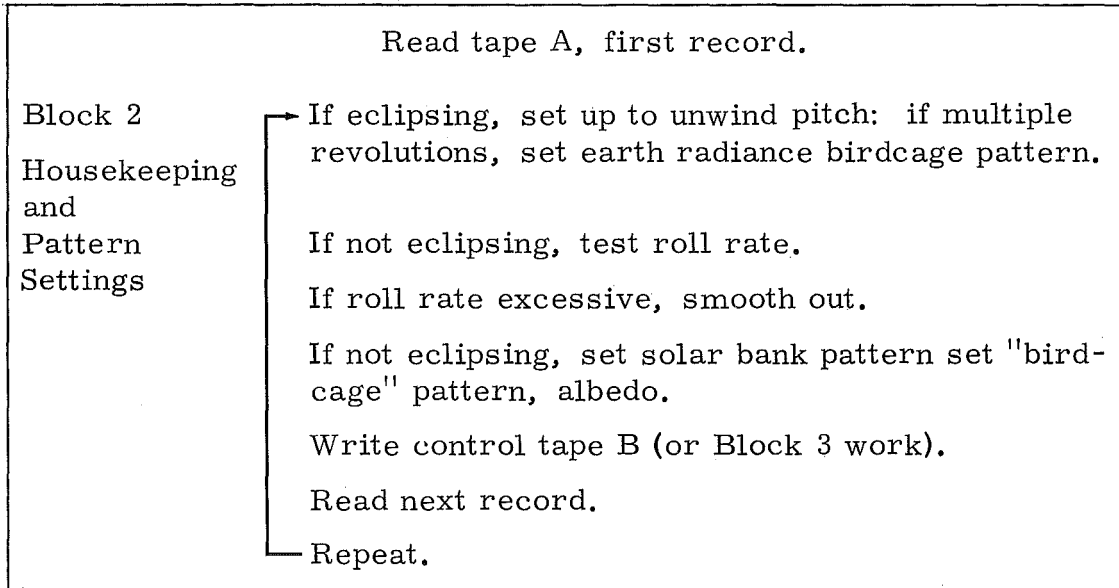 Read tape A, first record.
Block 2
Housekeeping
and
Pattern
Settings
If eclipsing, set up to unwind pitch: if multiple
revolutions, set earth radiance birdcage pattern.
If not eclipsing, test roll rate.
If roll rate excessive, smooth out.
If not eclipsing, set solar bank pattern set "bird-
cage" pattern, albedo.
Write control tape B (or Block 3 work).
Read next record.
Repeat.